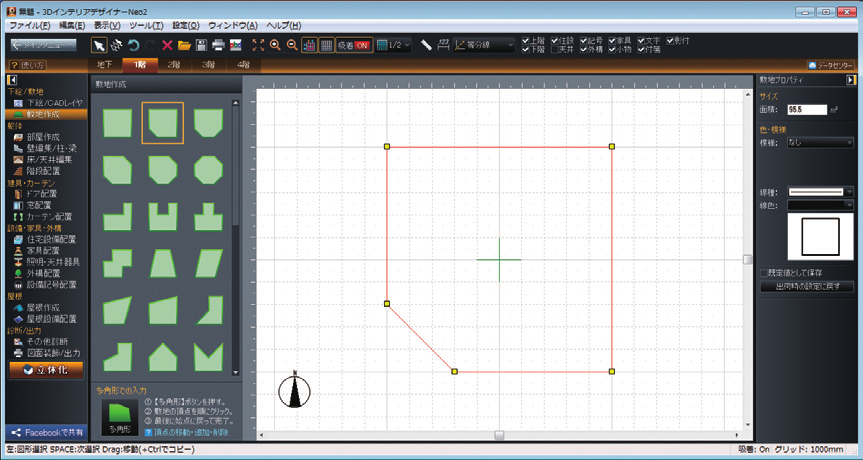 無題 - 3DインテリアデザイナーNeo2
ファイル(F) 編集(E) 表示(V) ツール(T) 設定(O) ウィンドウ(A) ヘルプ(H)
メインメニュー
吸着 ON
1/2
等分線
上階 住設 記号 家具 文字 影付
下階 天井 外構 小物 付箋
? 使い方
地下 1階 2階 3階 4階
データセンター
下絵/敷地
下絵/CADレイヤ
敷地作成
躯体
部屋作成
壁編集/柱・梁
床/天井編集
階段配置
建具・カーテン
ドア配置
窓配置
カーテン配置
設備・家具・外構
住宅設備配置
家具配置
照明・天井器具
外構配置
設備記号配置
屋根
屋根作成
屋根設備配置
診断/出力
その他診断
図面装飾/出力
立体化
Facebookで共有
敷地作成
多角形での入力
多角形
① 【多角形】ボタンを押す。
② 敷地の頂点を順にクリック。
③ 最後に始点に戻って完了。
? 頂点の移動・追加・削除
N
敷地プロパティ
サイズ
面積: 95.5 ㎡
色・模様
模様: なし
線種:
線色:
既定値として保存
出荷時の設定に戻す
左:図形選択 SPACE:次選択 Drag:移動(+Ctrlでコピー)
吸着: On グリッド: 1000mm